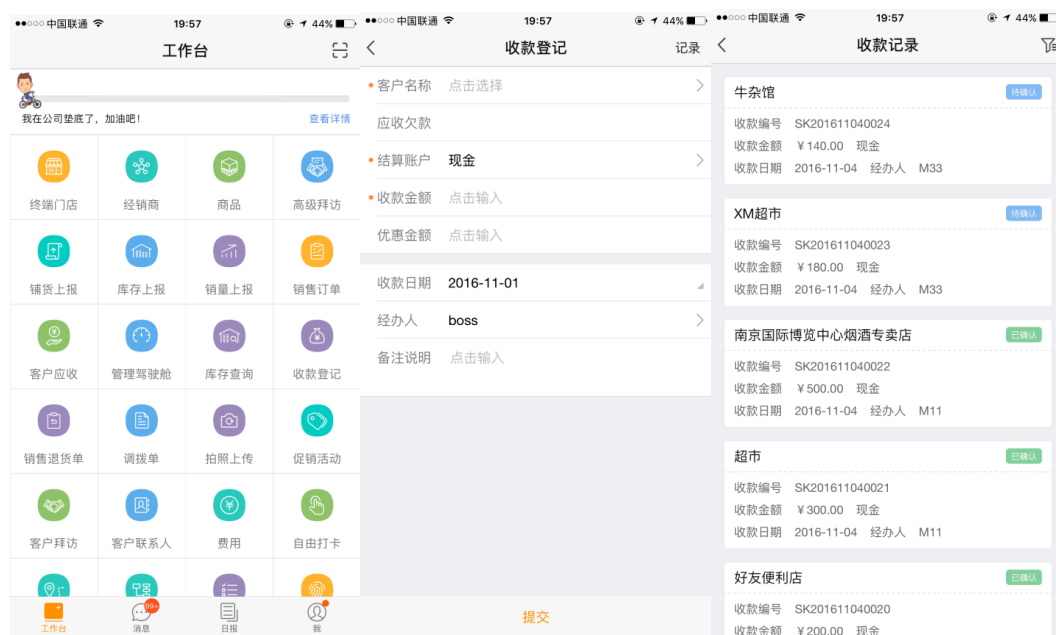 中国联通 19:57 44%
工作台
我在公司垫底了，加油吧！ 查看详情
终端门店 经销商 商品 高级拜访
铺货上报 库存上报 销量上报 销售订单
客户应收 管理驾驶舱 库存查询 收款登记
销售退货单 调拨单 拍照上传 促销活动
客户拜访 客户联系人 费用 自由打卡
99+
工作台 消息 日报 我
中国联通 19:57 44%
收款登记 记录
*客户名称 点击选择
应收欠款
*结算账户 现金
*收款金额 点击输入
优惠金额 点击输入
收款日期 2016-11-01
经办人 boss
备注说明 点击输入
提交
中国联通 19:57 44%
收款记录
牛杂馆 待确认
收款编号 SK201611040024
收款金额 ￥140.00 现金
收款日期 2016-11-04 经办人 M33
XM超市 待确认
收款编号 SK201611040023
收款金额 ￥180.00 现金
收款日期 2016-11-04 经办人 M33
南京国际博览中心烟酒专卖店 已确认
收款编号 SK201611040022
收款金额 ￥500.00 现金
收款日期 2016-11-04 经办人 M11
超市 已确认
收款编号 SK201611040021
收款金额 ￥300.00 现金
收款日期 2016-11-04 经办人 M11
好友便利店 已确认
收款编号 SK201611040020
收款金额 ￥200.00 现金